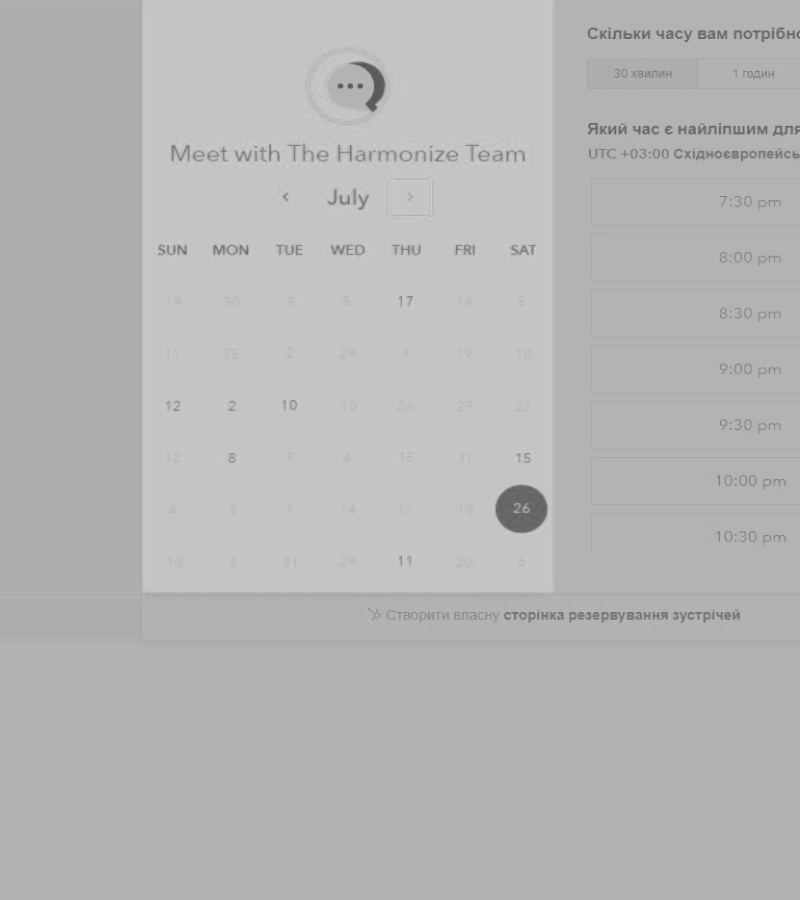 Meet with The Harmonize Team
July
SUN MON TUE WED THU FRI SAT
19 30 3 5 17 14 5
11 26 2 29 7 19 10
12 2 10 10 26 29 22
12 8 9 4 15 31 15
4 3 7 14 11 10 26
10 3 31 29 11 20 6
Скільки часу вам потрібно
30 хвилин 1 годин
Який час є найліпшим для
UTC +03:00 Східноєвропейсь
7:30 pm
8:00 pm
8:30 pm
9:00 pm
9:30 pm
10:00 pm
10:30 pm
Створити власну сторінка резервування зустрічей